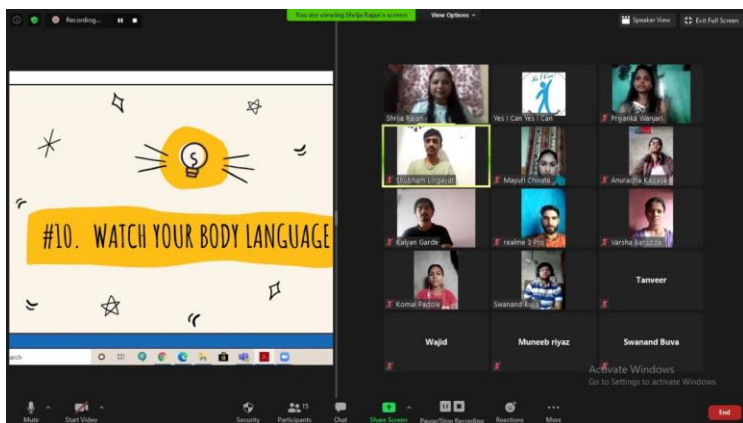 Recording...
You are viewing Shrija Rajan's screen
View Options
Speaker View
Exit Full Screen
#10. WATCH YOUR BODY LANGUAGE
arch
Shrija Rajan
Yes I Can Yes I Can
Priyanka Wanjari
Shubham Lingayat
Mayuri Chivate
Anuradha Kabade
Kalyan Garde
realme 3 Pro
Varsha Bansode
Komal Padole
Swanand Buva
Tanveer
Wajid
Muneeb riyaz
Swanand Buva
Activate Windows
Go to Settings to activate Windows.
Mute
Start Video
Security
15
Participants
Chat
Share Screen
Pause/Stop Recording
Reactions
More
End